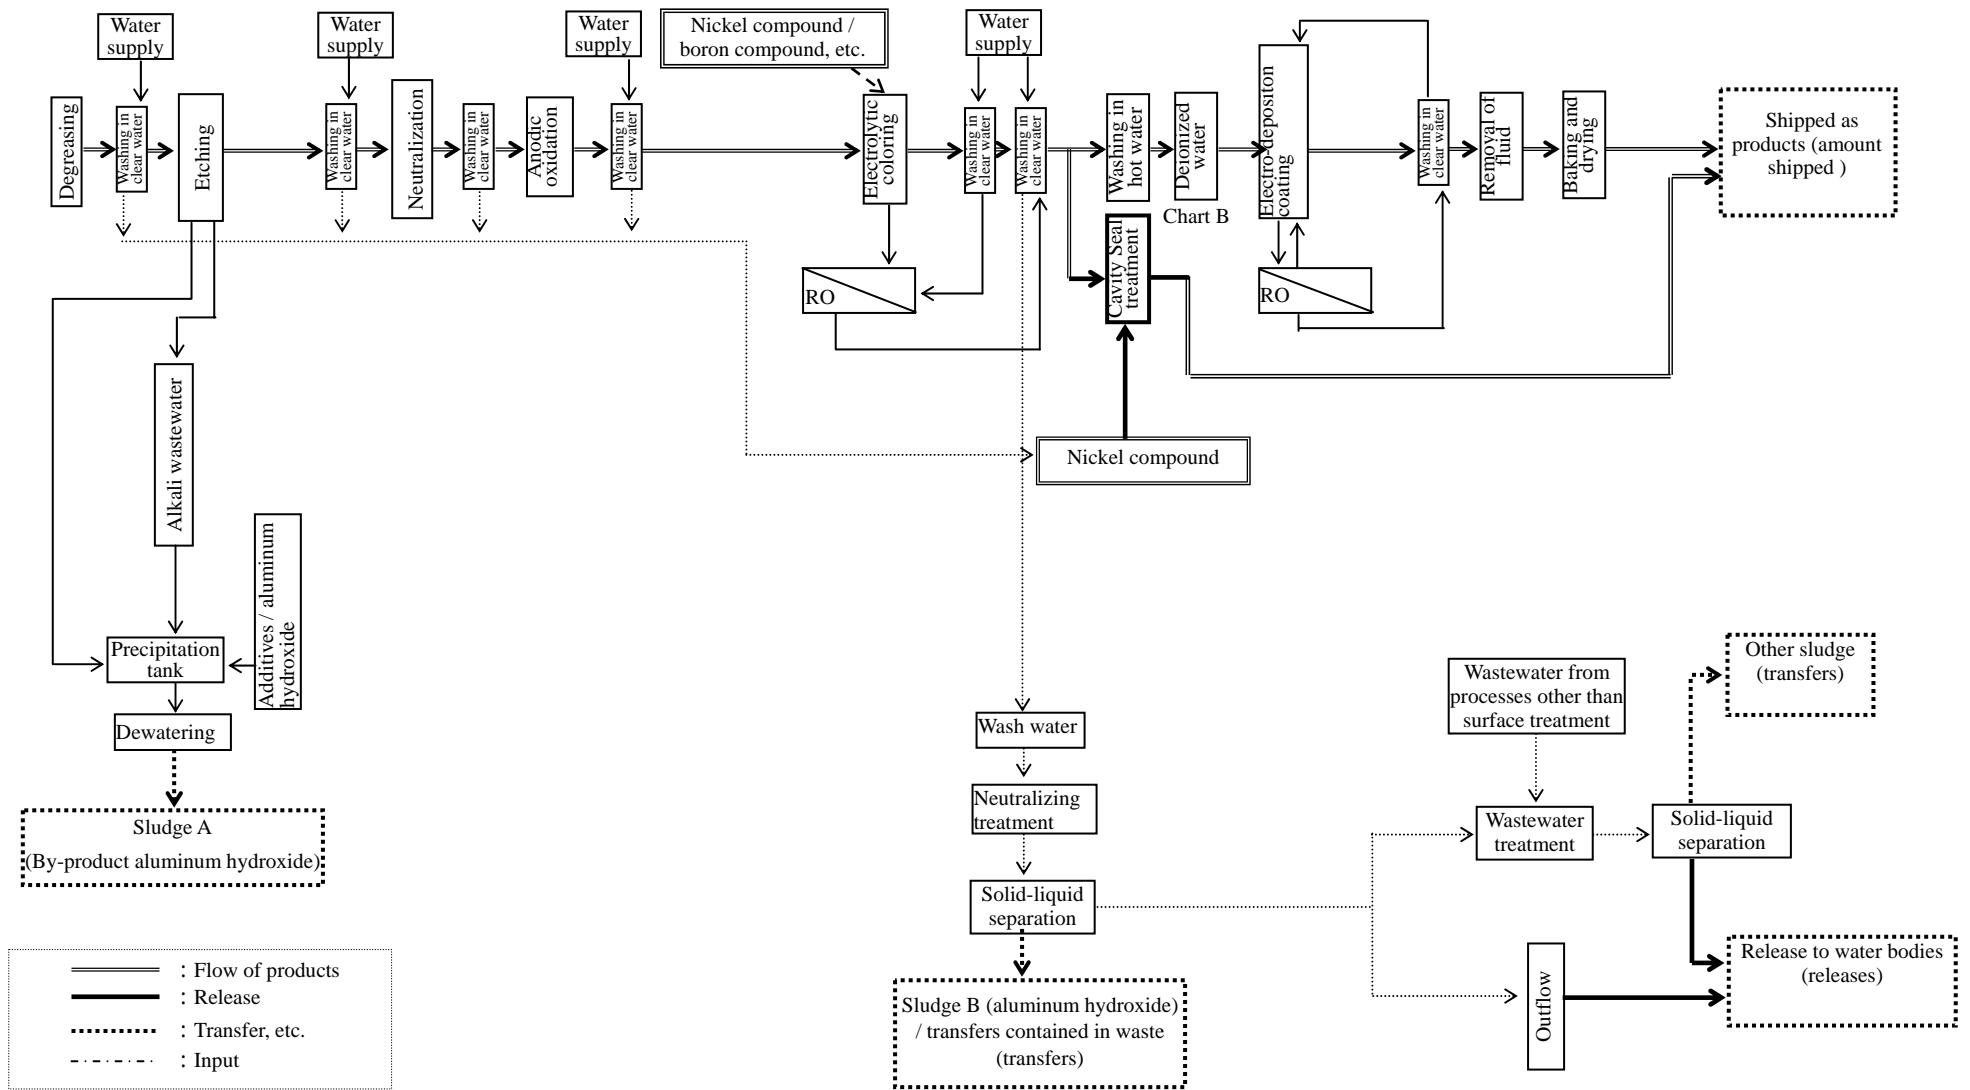 Water
supply
Water
supply
Water
supply
Nickel compound /
boron compound, etc.
Water
supply
Degreasing
Washing in
clear water
Etching
Washing in
clear water
Neutralization
Washing in
clear water
Anodic
oxidation
Washing in
clear water
Electrolytic
coloring
Washing in
clear water
Washing in
clear water
Washing in
hot water
Deionized
water
Electro-depositon
coating
Washing in
clear water
Removal of
fluid
Baking and
drying
Shipped as
products (amount
shipped )
Chart B
Cavity Seal
treatment
RO
RO
Nickel compound
Alkali wastewater
Additives / aluminum
hydroxide
Precipitation
tank
Dewatering
Sludge A
(By-product aluminum hydroxide)
Wash water
Neutralizing
treatment
Solid-liquid
separation
Sludge B (aluminum hydroxide)
/ transfers contained in waste
(transfers)
Wastewater from
processes other than
surface treatment
Wastewater
treatment
Solid-liquid
separation
Other sludge
(transfers)
Outflow
Release to water bodies
(releases)
: Flow of products
: Release
: Transfer, etc.
: Input